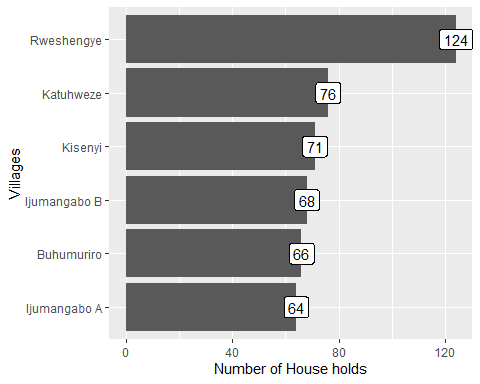 Rweshengye
124
Katuhweze
76
Kisenyi
71
Ijumangabo B
68
Buhumuriro
66
Ijumangabo A
64
Villages
0
40
80
120
Number of House holds